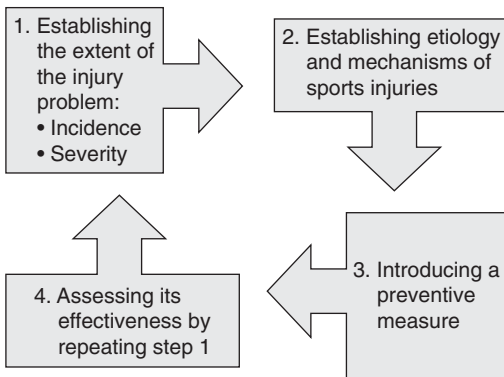 1. Establishing
the extent of
the injury
problem:
• Incidence
• Severity
2. Establishing etiology
and mechanisms of
sports injuries
3. Introducing a
preventive
measure
4. Assessing its
effectiveness by
repeating step 1